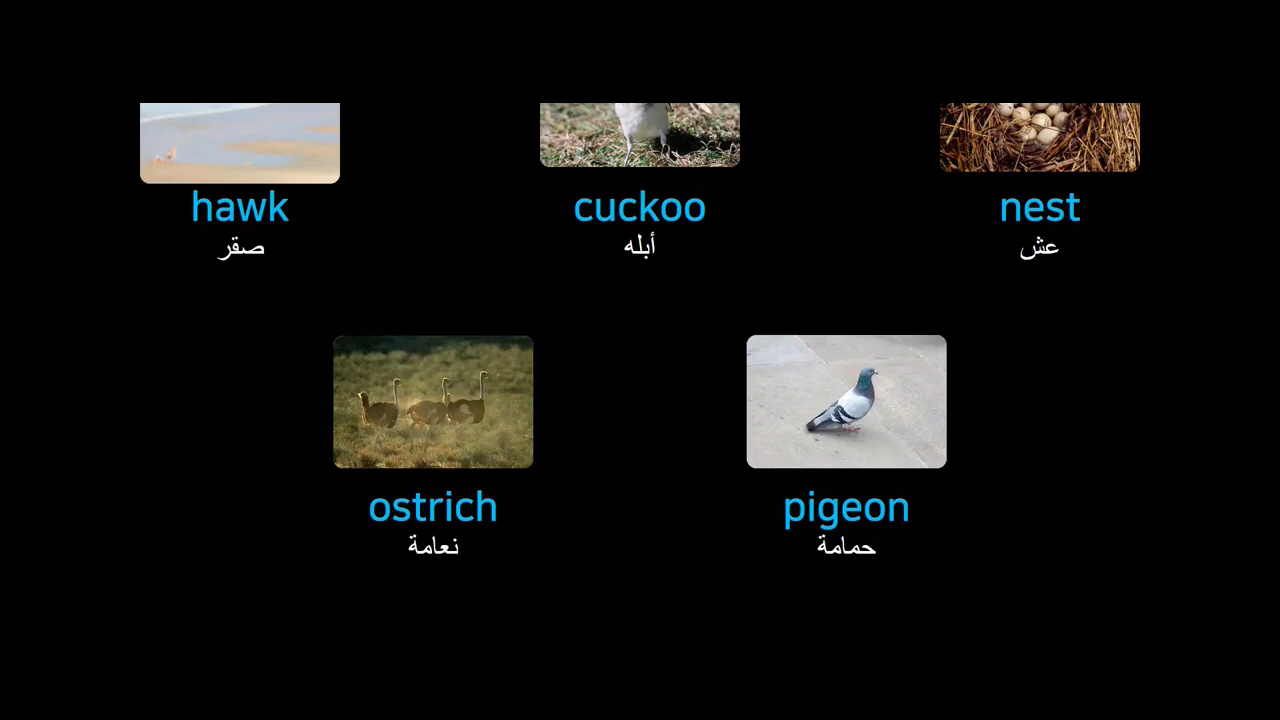 hawk
صقر
cuckoo
أبله
nest
عش
ostrich
نعامة
pigeon
حمامة